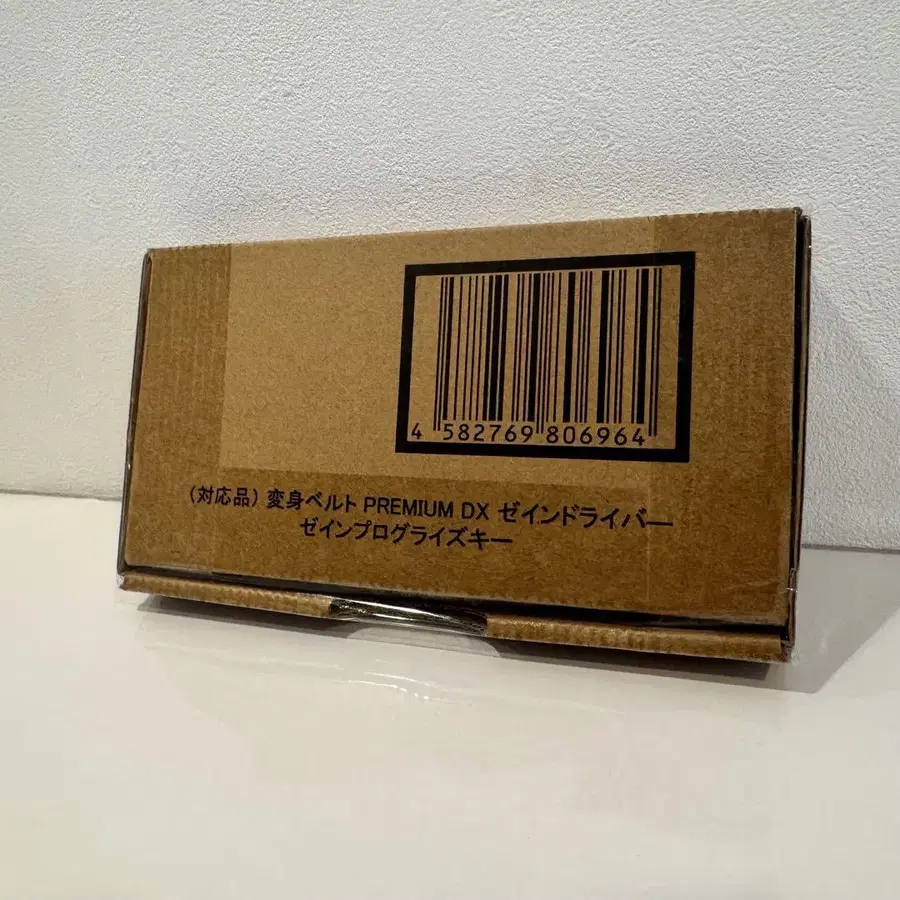 4 582769 806964
（対応品）変身ベルト PREMIUM DX ゼインドライバー
ゼインプログライズキー